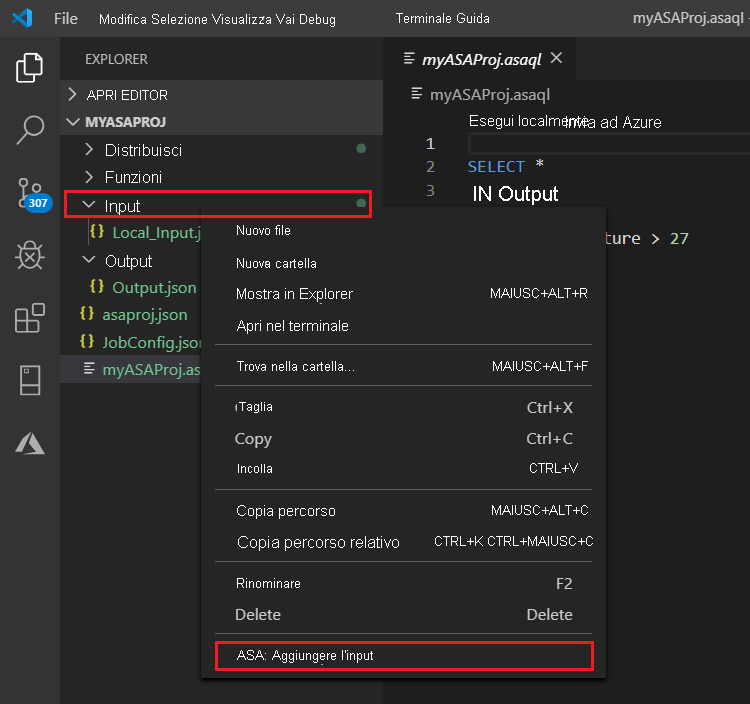 File Modifica Selezione Visualizza Vai Debug Terminale Guida myASAProj.asaql
EXPLORER
APRI EDITOR
MYASAPROJ
Distribuisci
Funzioni
Input
Local_Input.j
Output
Output.json
asaproj.json
JobConfig.json
myASAProj.as
307
myASAProj.asaql
myASAProj.asaql
Esegui localmente Invia ad Azure
1
2 SELECT *
3 IN Output
ture > 27
Nuovo file
Nuova cartella
Mostra in Explorer MAIUSC+ALT+R
Apri nel terminale
Trova nella cartella... MAIUSC+ALT+F
Taglia Ctrl+X
Copy Ctrl+C
Incolla CTRL+V
Copia percorso MAIUSC+ALT+C
Copia percorso relativo CTRL+K CTRL+MAIUSC+C
Rinominare F2
Delete Delete
ASA: Aggiungere l'input